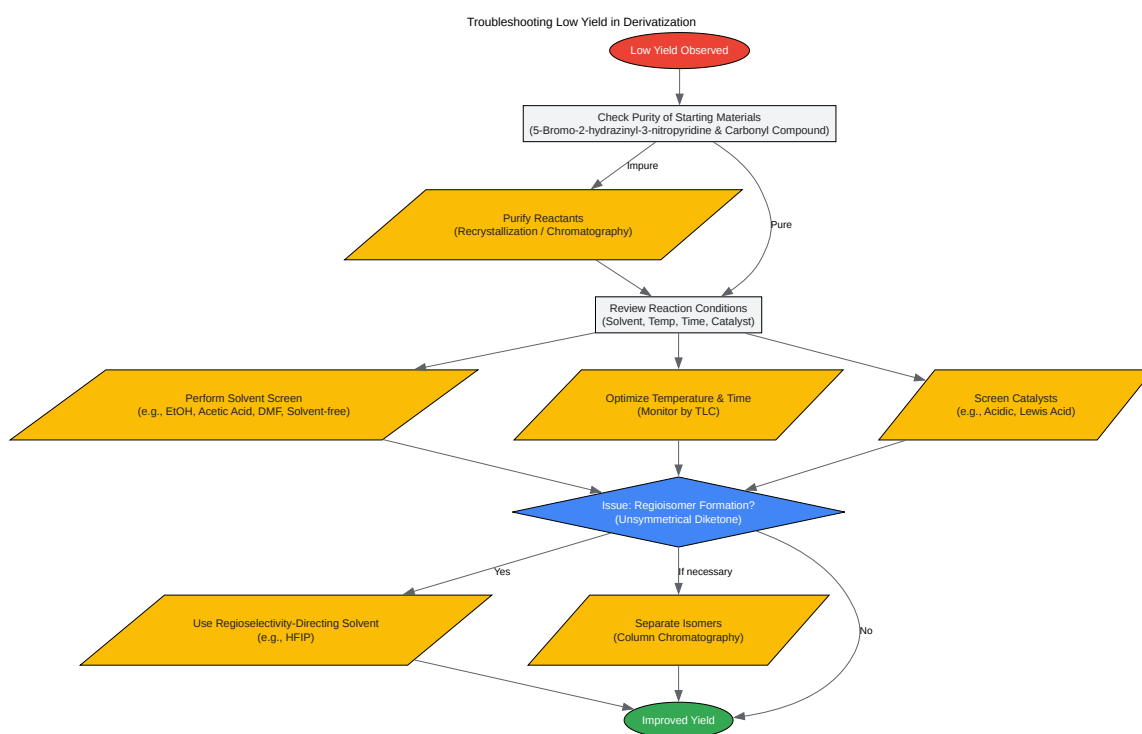 Troubleshooting Low Yield in Derivatization
Low Yield Observed
Check Purity of Starting Materials
(5-Bromo-2-hydrazinyl-3-nitropyridine & Carbonyl Compound)
Impure
Purify Reactants
(Recrystallization / Chromatography)
Pure
Review Reaction Conditions
(Solvent, Temp, Time, Catalyst)
Perform Solvent Screen
(e.g., EtOH, Acetic Acid, DMF, Solvent-free)
Optimize Temperature & Time
(Monitor by TLC)
Screen Catalysts
(e.g., Acidic, Lewis Acid)
Issue: Regioisomer Formation?
(Unsymmetrical Diketone)
Yes
If necessary
No
Use Regioselectivity-Directing Solvent
(e.g., HFIP)
Separate Isomers
(Column Chromatography)
Improved Yield